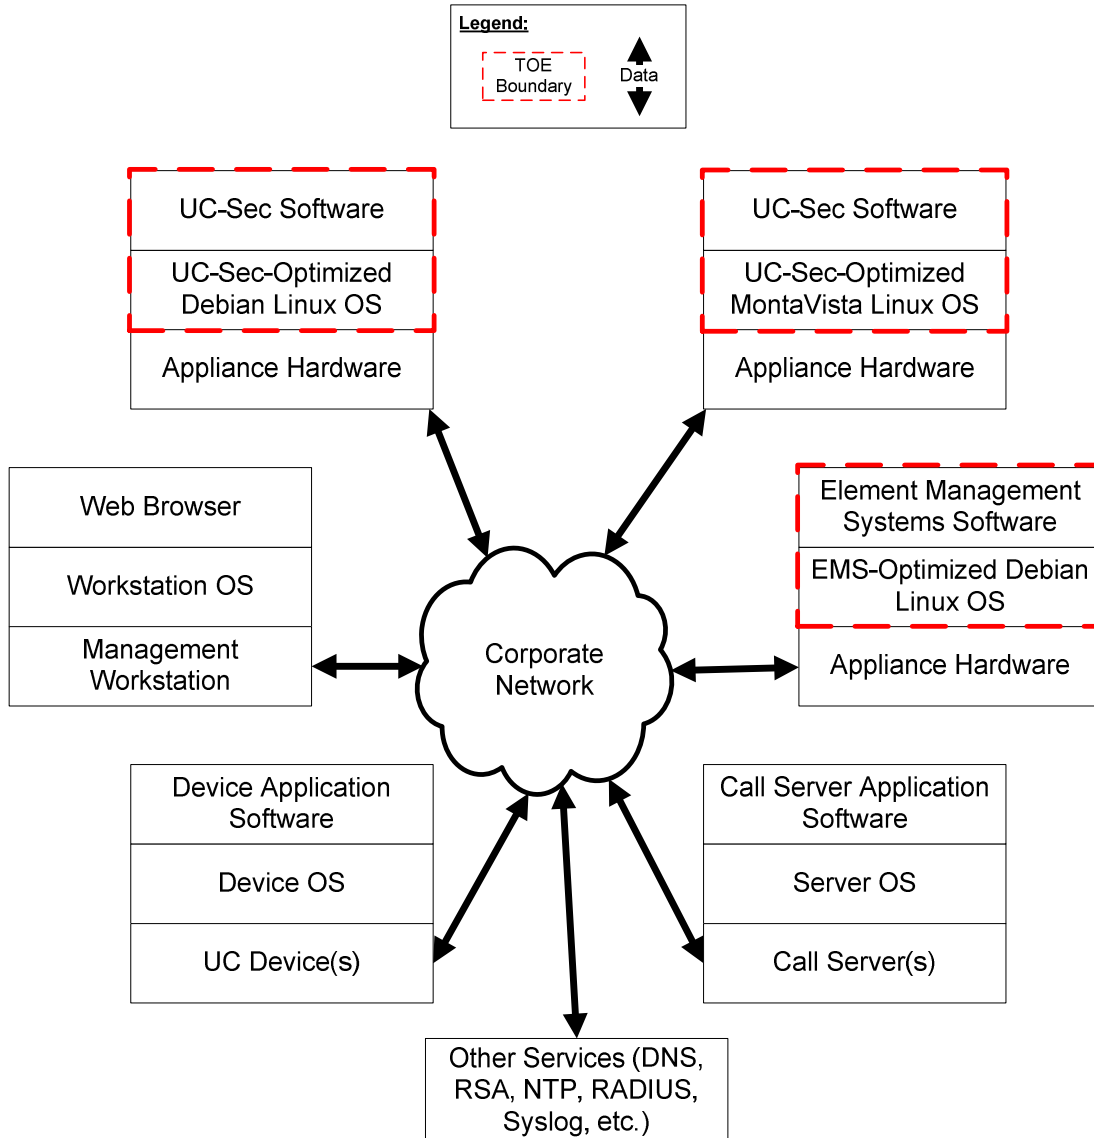 Legend:
TOE
Boundary
Data
UC-Sec Software
UC-Sec-Optimized
Debian Linux OS
Appliance Hardware
UC-Sec Software
UC-Sec-Optimized
MontaVista Linux OS
Appliance Hardware
Web Browser
Workstation OS
Management
Workstation
Element Management
Systems Software
EMS-Optimized Debian
Linux OS
Appliance Hardware
Corporate
Network
Device Application
Software
Device OS
UC Device(s)
Call Server Application
Software
Server OS
Call Server(s)
Other Services (DNS,
RSA, NTP, RADIUS,
Syslog, etc.)